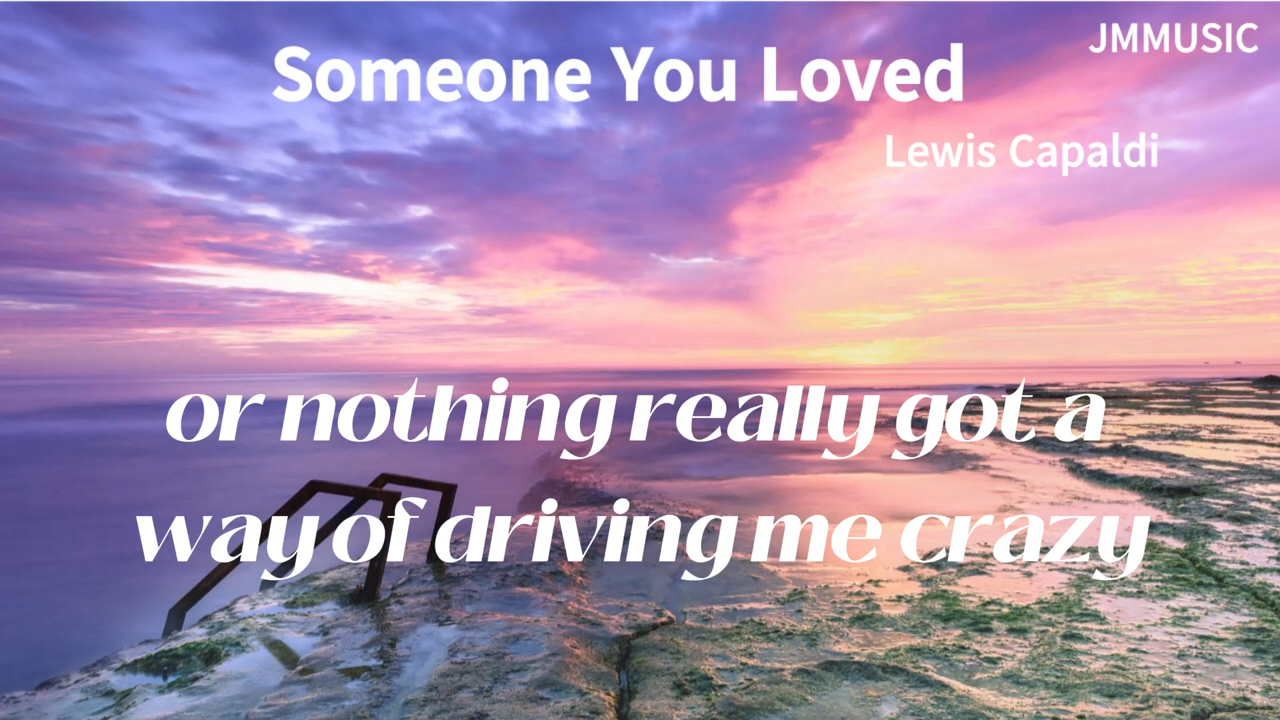 JMMUSIC
Someone You Loved
Lewis Capaldi
or nothing really got a
way of driving me crazy